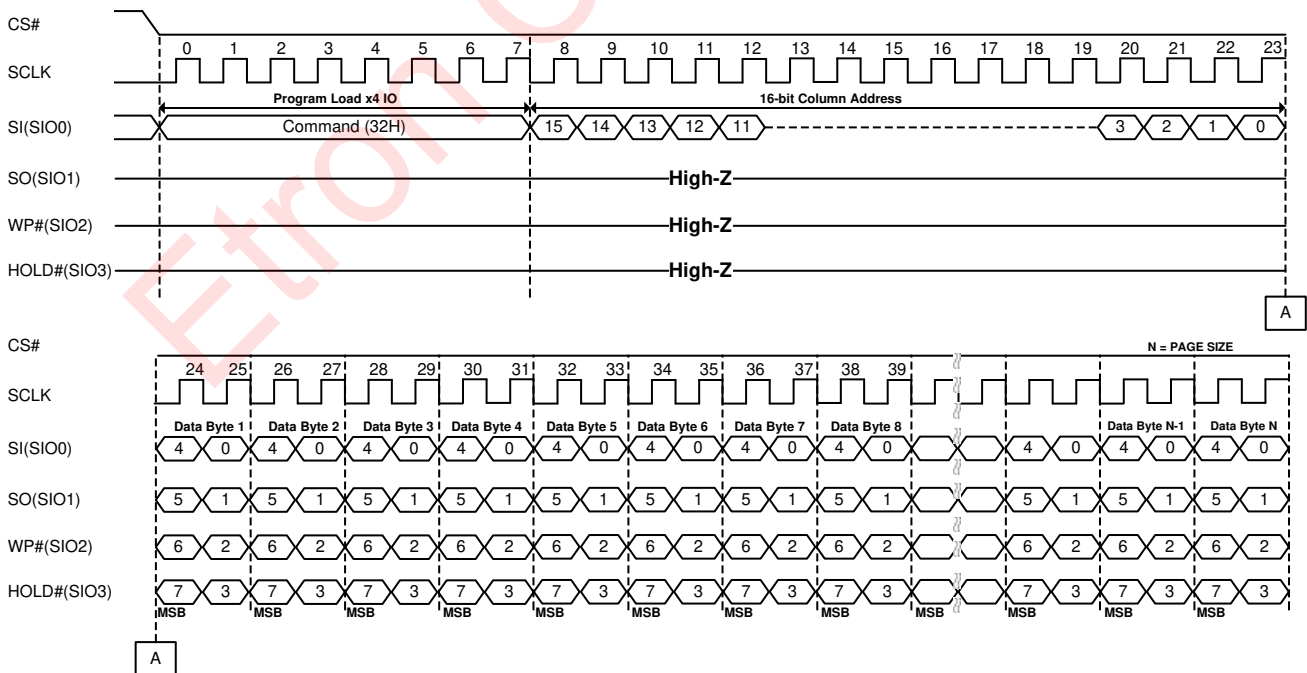 CS#
0 1 2 3 4 5 6 7 8 9 10 11 12 13 14 15 16 17 18 19 20 21 22 23
SCLK
Program Load x4 IO 16-bit Column Address
SI(SIO0) Command (32H) 15 14 13 12 11 3 2 1 0
SO(SIO1) High-Z
WP#(SIO2) High-Z
HOLD#(SIO3) High-Z
A
CS#
N = PAGE SIZE
24 25 26 27 28 29 30 31 32 33 34 35 36 37 38 39
SCLK
Data Byte 1 Data Byte 2 Data Byte 3 Data Byte 4 Data Byte 5 Data Byte 6 Data Byte 7 Data Byte 8 Data Byte N-1 Data Byte N
SI(SIO0) 4 0 4 0 4 0 4 0 4 0 4 0 4 0 4 0 4 0 4 0 4 0
SO(SIO1) 5 1 5 1 5 1 5 1 5 1 5 1 5 1 5 1 5 1 5 1 5 1
WP#(SIO2) 6 2 6 2 6 2 6 2 6 2 6 2 6 2 6 2 6 2 6 2 6 2
HOLD#(SIO3) 7 3 7 3 7 3 7 3 7 3 7 3 7 3 7 3 7 3 7 3 7 3
MSB MSB MSB MSB MSB MSB MSB MSB MSB MSB MSB MSB
A
Etron